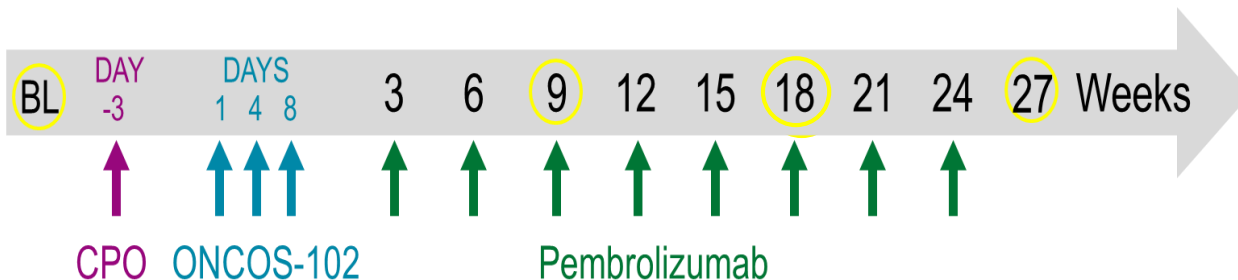 DAY DAYS
BL -3 1 4 8 3 6 9 12 15 18 21 24 27 Weeks
CPO ONCOS-102 Pembrolizumab